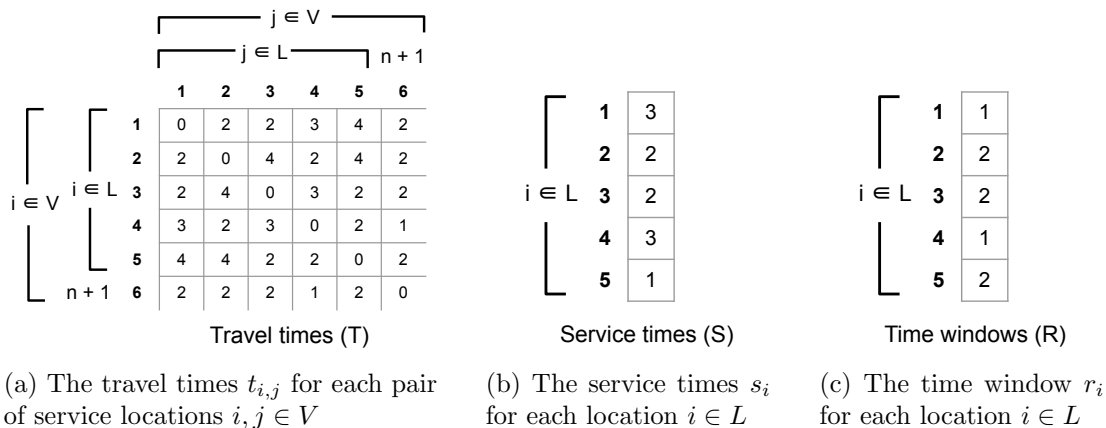 j ∈ V
j ∈ L n + 1
1 2 3 4 5 6
1 0 2 2 3 4 2
2 2 0 4 2 4 2
3 2 4 0 3 2 2
4 3 2 3 0 2 1
5 4 4 2 2 0 2
6 2 2 2 1 2 0
i ∈ V
i ∈ L
n + 1
Travel times (T)
(a) The travel times t_{i,j} for each pair
of service locations i, j ∈ V
i ∈ L
1 3
2 2
3 2
4 3
5 1
Service times (S)
(b) The service times s_i
for each location i ∈ L
i ∈ L
1 1
2 2
3 2
4 1
5 2
Time windows (R)
(c) The time window r_i
for each location i ∈ L